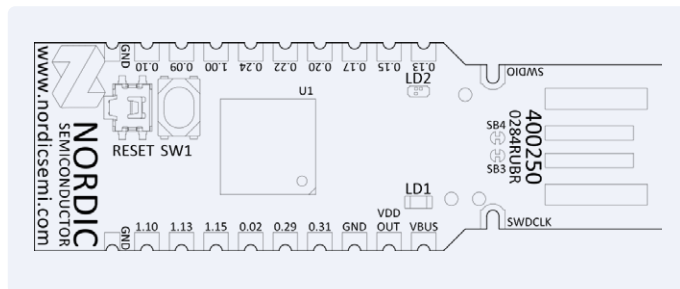 GND 0.10 0.09 1.00 0.24 0.22 0.20 0.17 0.15 0.13
SWDIO
LD2
U1
www.nordicsemi.com
NORDIC
SEMICONDUCTOR
RESET SW1
SB4
SB3
400250
0284RUBR
LD1
SWDCLK
GND 1.10 1.13 1.15 0.02 0.29 0.31 GND VDD OUT VBUS